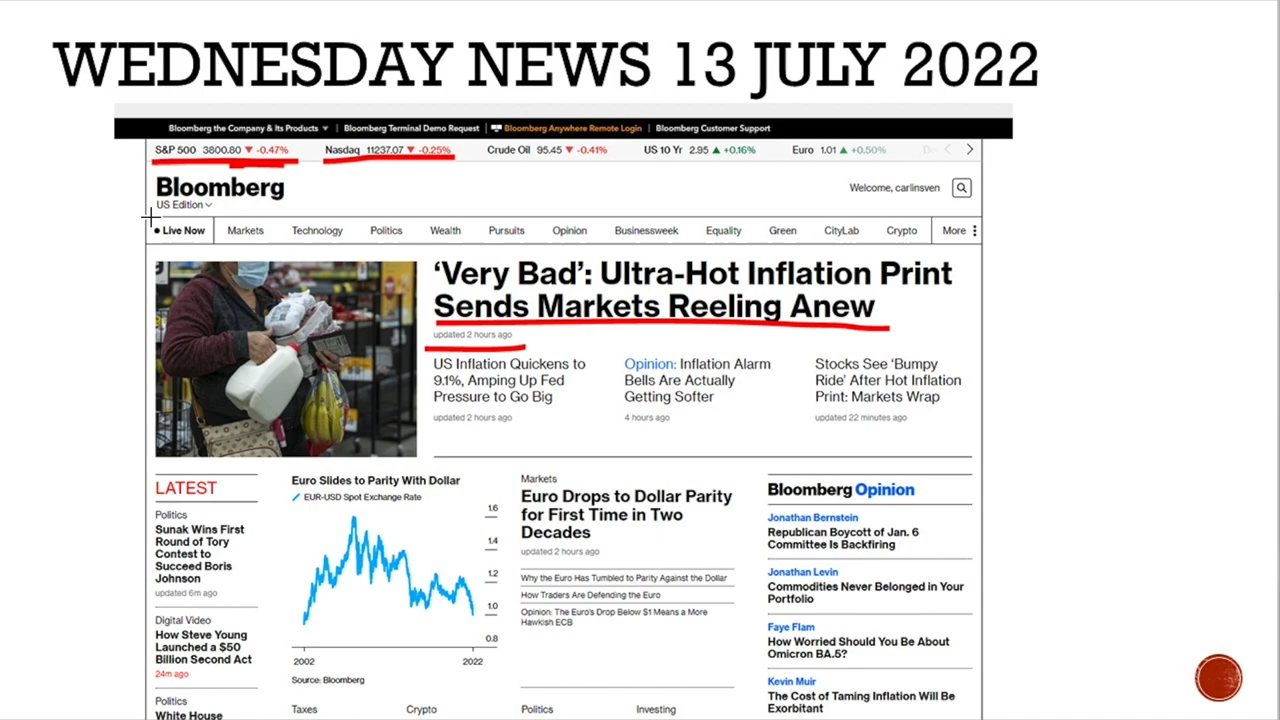 WEDNESDAY NEWS 13 JULY 2022
Bloomberg the Company & Its Products ▼ | Bloomberg Terminal Demo Request | Bloomberg Anywhere Remote Login | Bloomberg Customer Support
S&P 500 3800.80 ▼ -0.47% Nasdaq 11237.07 ▼ -0.25% Crude Oil 95.45 ▼ -0.41% US 10 Yr 2.95 ▲ +0.16% Euro 1.01 ▲ +0.50%
Bloomberg
US Edition
Welcome, carlinsven
Live Now Markets Technology Politics Wealth Pursuits Opinion Businessweek Equality Green CityLab Crypto More
‘Very Bad’: Ultra-Hot Inflation Print
Sends Markets Reeling Anew
updated 2 hours ago
US Inflation Quickens to
9.1%, Amping Up Fed
Pressure to Go Big
updated 2 hours ago
Opinion: Inflation Alarm
Bells Are Actually
Getting Softer
4 hours ago
Stocks See ‘Bumpy
Ride’ After Hot Inflation
Print: Markets Wrap
updated 22 minutes ago
LATEST
Politics
Sunak Wins First
Round of Tory
Contest to
Succeed Boris
Johnson
updated 6m ago
Digital Video
How Steve Young
Launched a $50
Billion Second Act
24m ago
Politics
White House
Euro Slides to Parity With Dollar
EUR-USD Spot Exchange Rate
1.6
1.4
1.2
1.0
0.8
2002 2022
Source: Bloomberg
Markets
Euro Drops to Dollar Parity
for First Time in Two
Decades
updated 2 hours ago
Why the Euro Has Tumbled to Parity Against the Dollar
How Traders Are Defending the Euro
Opinion: The Euro's Drop Below $1 Means a More
Hawkish ECB
Bloomberg Opinion
Jonathan Bernstein
Republican Boycott of Jan. 6
Committee Is Backfiring
Jonathan Levin
Commodities Never Belonged in Your
Portfolio
Faye Flam
How Worried Should You Be About
Omicron BA.5?
Kevin Muir
The Cost of Taming Inflation Will Be
Exorbitant
Taxes Crypto Politics Investing